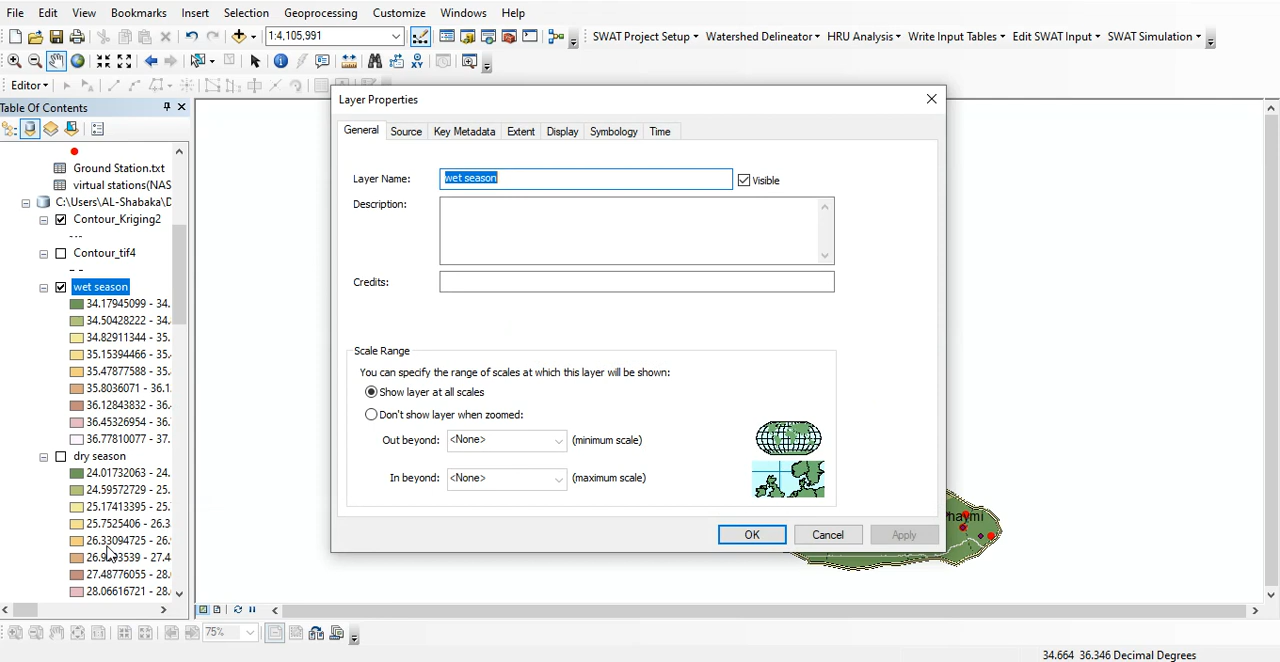 File Edit View Bookmarks Insert Selection Geoprocessing Customize Windows Help
1:4,105,991 SWAT Project Setup Watershed Delineator HRU Analysis Write Input Tables Edit SWAT Input SWAT Simulation
Editor
Table Of Contents
Ground Station.txt
virtual stations(NAS
C:\Users\AL-Shabaka\D
Contour_Kriging2
Contour_tif4
wet season
34.17945099 - 34.
34.50428222 - 34.
34.82911344 - 35.
35.15394466 - 35.
35.47877588 - 35.
35.8036071 - 36.1
36.12843832 - 36.
36.45326954 - 36.
36.77810077 - 37.
dry season
24.01732063 - 24.
24.59572729 - 25.
25.17413395 - 25.
25.7525406 - 26.3
26.33094725 - 26.
27.48776055 - 28.
28.06616721 - 28.
75%
Layer Properties
General Source Key Metadata Extent Display Symbology Time
Layer Name: wet season Visible
Description:
Credits:
Scale Range
You can specify the range of scales at which this layer will be shown:
Show layer at all scales
Don't show layer when zoomed:
Out beyond: <None> (minimum scale)
In beyond: <None> (maximum scale)
OK Cancel Apply
haymi
34.664 36.346 Decimal Degrees